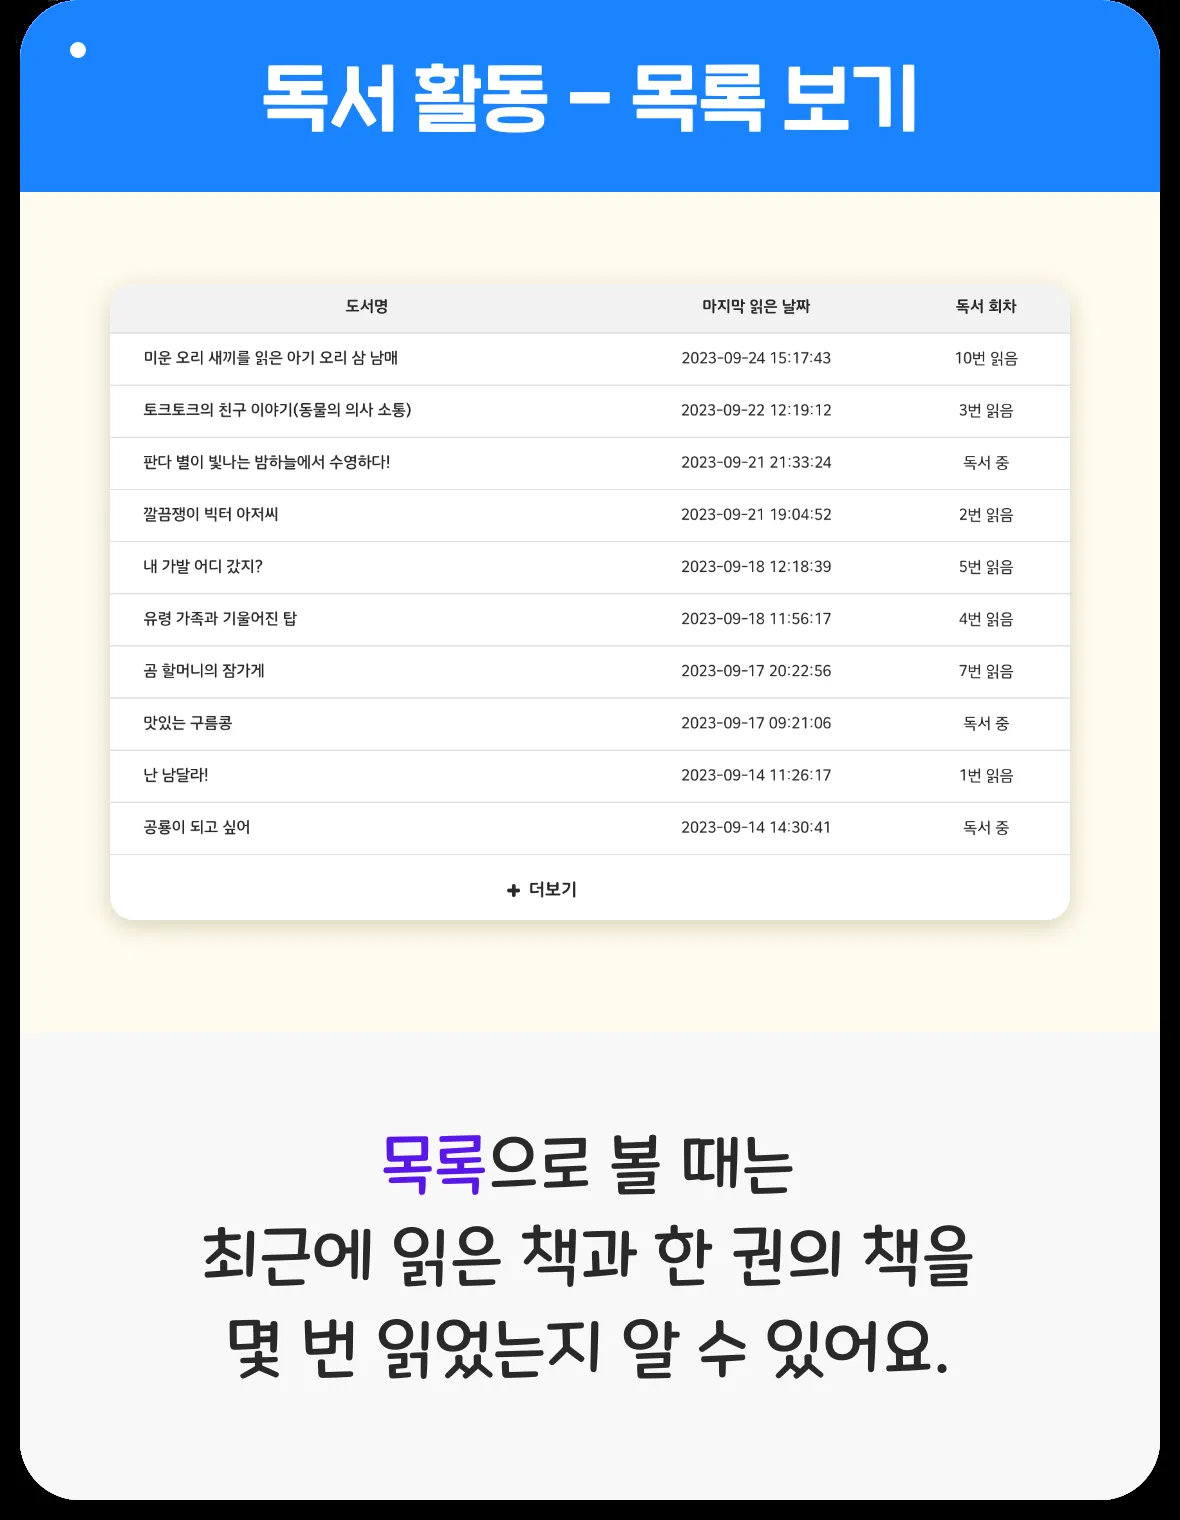 독서 활동 - 목록 보기
도서명 마지막 읽은 날짜 독서 회차
미운 오리 새끼를 읽은 아기 오리 삼 남매 2023-09-24 15:17:43 10번 읽음
토크토크의 친구 이야기(동물의 의사 소통) 2023-09-22 12:19:12 3번 읽음
판다 별이 빛나는 밤하늘에서 수영하다! 2023-09-21 21:33:24 독서 중
깔끔쟁이 빅터 아저씨 2023-09-21 19:04:52 2번 읽음
내 가발 어디 갔지? 2023-09-18 12:18:39 5번 읽음
유령 가족과 기울어진 탑 2023-09-18 11:56:17 4번 읽음
곰 할머니의 잠가게 2023-09-17 20:22:56 7번 읽음
맛있는 구름콩 2023-09-17 09:21:06 독서 중
난 남달라! 2023-09-14 11:26:17 1번 읽음
공룡이 되고 싶어 2023-09-14 14:30:41 독서 중
+ 더보기
목록으로 볼 때는
최근에 읽은 책과 한 권의 책을
몇 번 읽었는지 알 수 있어요.